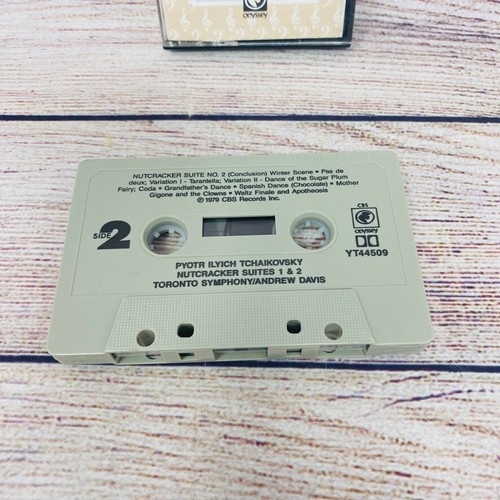 odyssey
NUTCRACKER SUITE NO. 2 (Conclusion) Winter Scene • Pas de
deux; Variation I - Tarantella; Variation II - Dance of the Sugar Plum
Fairy; Coda • Grandfather's Dance • Spanish Dance (Chocolate) • Mother
Gigone and the Clowns • Waltz Finale and Apotheosis
℗ 1979 CBS Records Inc.
SIDE 2
CBS
odyssey
YT44509
PYOTR ILYICH TCHAIKOVSKY
NUTCRACKER SUITES 1 & 2
TORONTO SYMPHONY/ANDREW DAVIS